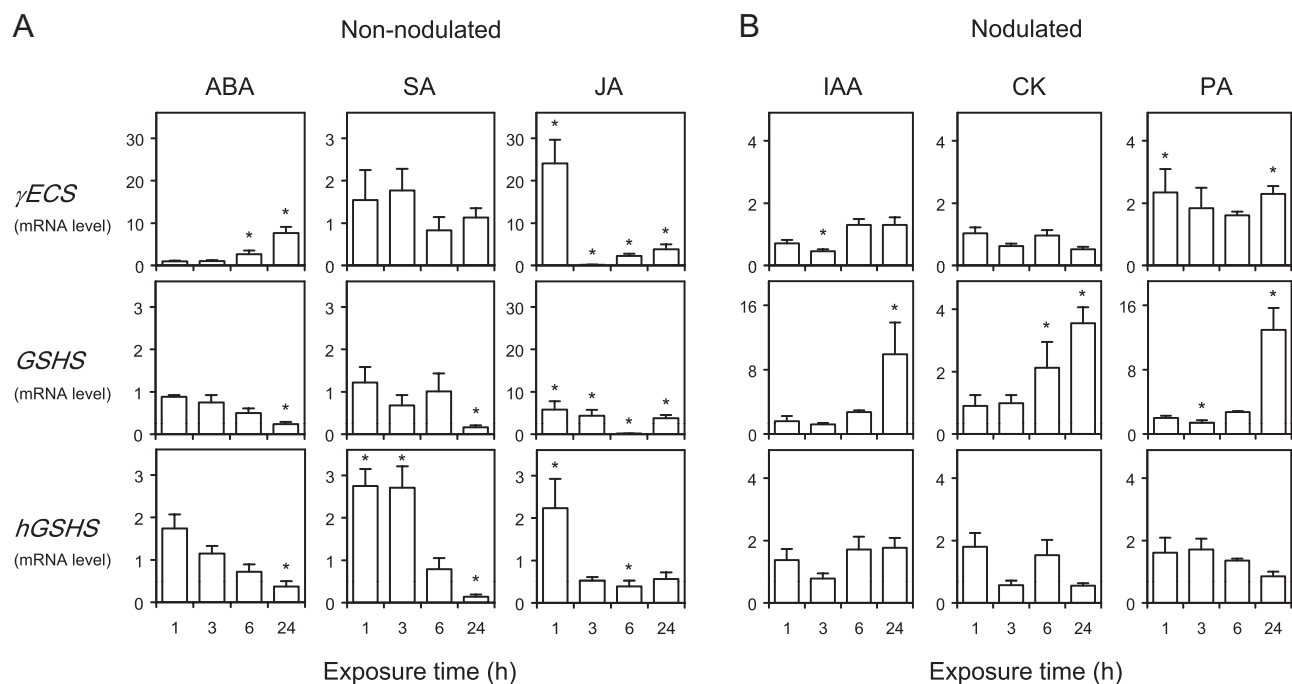 A Non-nodulated B Nodulated
ABA SA JA IAA CK PA
γECS
(mRNA level)
30 20 10 0
3 2 1 0
30 20 10 0
4 2 0
4 2 0
4 2 0
* *
* * * *
*
* *
GSHS
(mRNA level)
3 2 1 0
3 2 1 0
30 20 10 0
16 8 0
4 2 0
16 8 0
*
*
* * * *
*
* *
* *
hGSHS
(mRNA level)
3 2 1 0
3 2 1 0
3 2 1 0
4 2 0
4 2 0
4 2 0
*
* * *
* *
1 3 6 24 1 3 6 24 1 3 6 24 1 3 6 24 1 3 6 24 1 3 6 24
Exposure time (h) Exposure time (h)